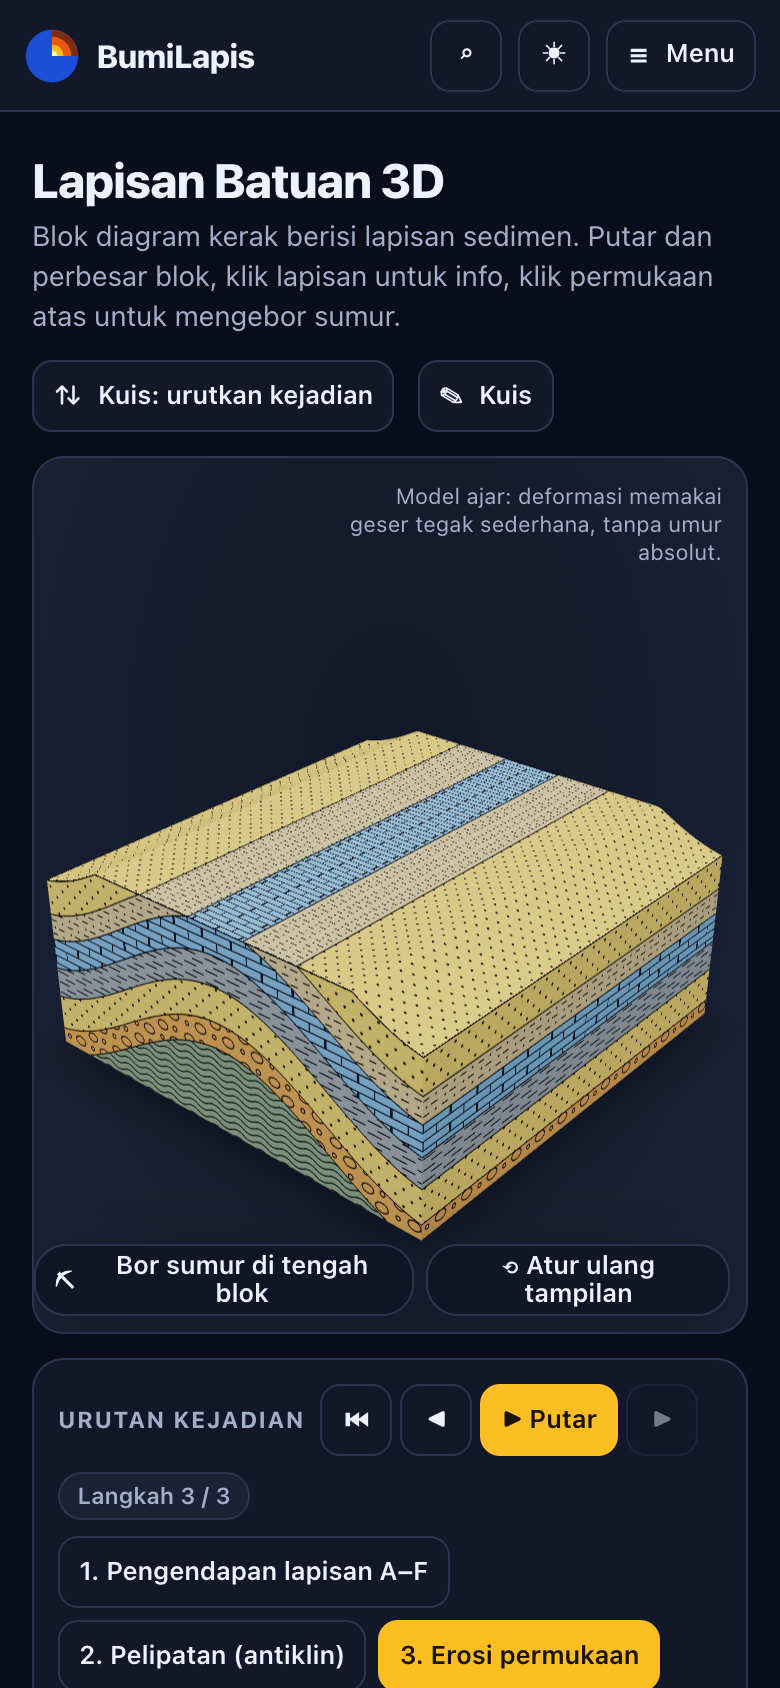 BumiLapis
Menu
Lapisan Batuan 3D
Blok diagram kerak berisi lapisan sedimen. Putar dan
perbesar blok, klik lapisan untuk info, klik permukaan
atas untuk mengebor sumur.
Kuis: urutkan kejadian
Kuis
Model ajar: deformasi memakai
geser tegak sederhana, tanpa umur
absolut.
Bor sumur di tengah
blok
Atur ulang
tampilan
URUTAN KEJADIAN
Putar
Langkah 3 / 3
1. Pengendapan lapisan A–F
2. Pelipatan (antiklin)
3. Erosi permukaan